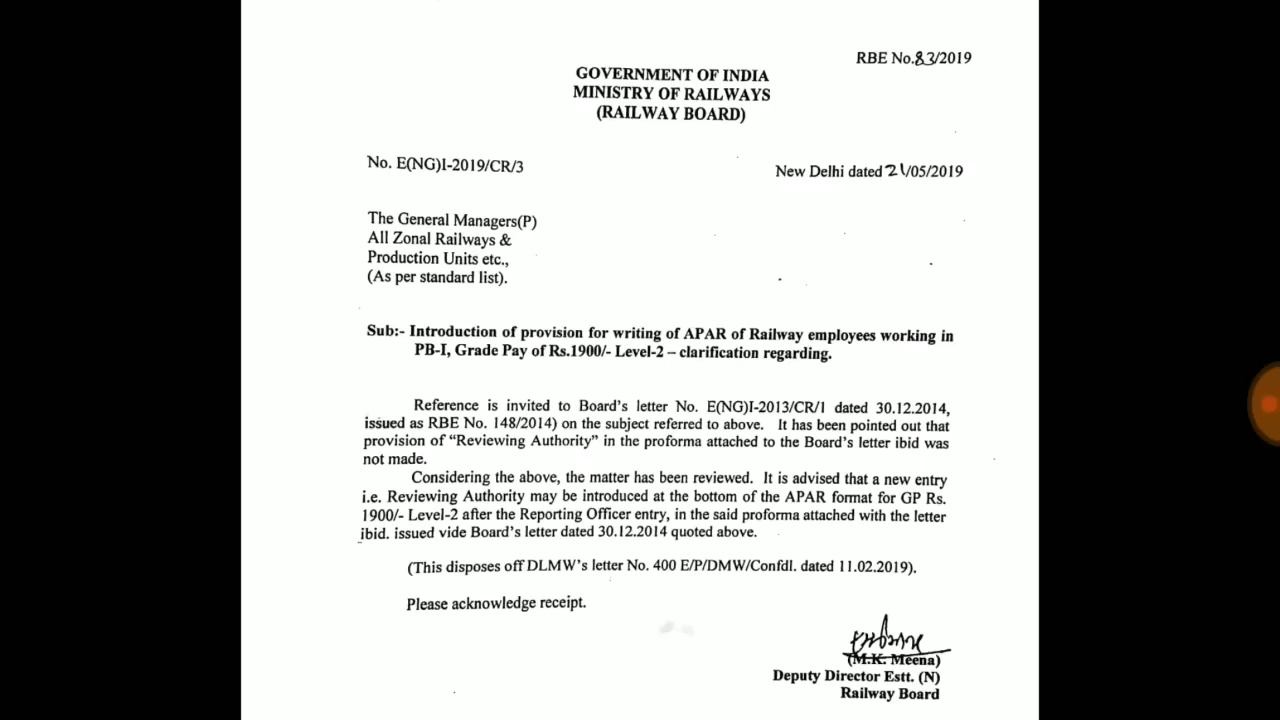 RBE No.83/2019
GOVERNMENT OF INDIA
MINISTRY OF RAILWAYS
(RAILWAY BOARD)
No. E(NG)I-2019/CR/3
New Delhi dated 21/05/2019
The General Managers(P)
All Zonal Railways &
Production Units etc.,
(As per standard list).
Sub:- Introduction of provision for writing of APAR of Railway employees working in
PB-I, Grade Pay of Rs.1900/- Level-2 – clarification regarding.
Reference is invited to Board's letter No. E(NG)I-2013/CR/1 dated 30.12.2014,
issued as RBE No. 148/2014) on the subject referred to above. It has been pointed out that
provision of “Reviewing Authority” in the proforma attached to the Board's letter ibid was
not made.
Considering the above, the matter has been reviewed. It is advised that a new entry
i.e. Reviewing Authority may be introduced at the bottom of the APAR format for GP Rs.
1900/- Level-2 after the Reporting Officer entry, in the said proforma attached with the letter
ibid. issued vide Board's letter dated 30.12.2014 quoted above.
(This disposes off DLMW's letter No. 400 E/P/DMW/Confdl. dated 11.02.2019).
Please acknowledge receipt.
(M.K. Meena)
Deputy Director Estt. (N)
Railway Board